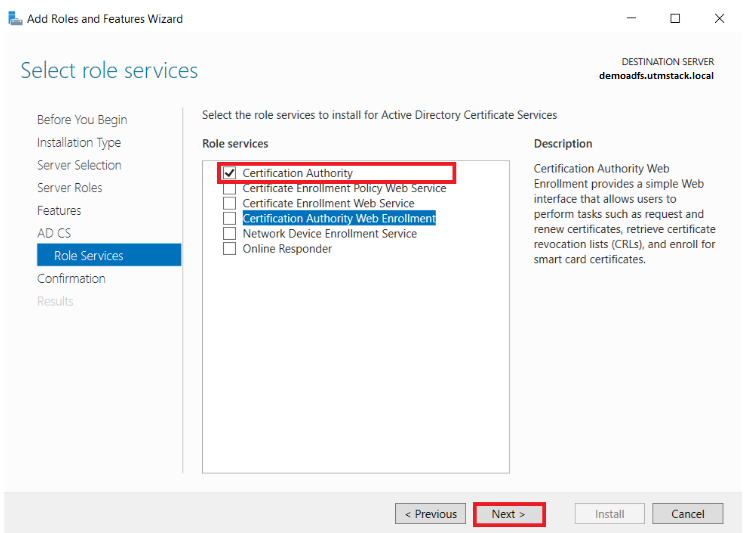 Add Roles and Features Wizard
Select role services
DESTINATION SERVER
demoadfs.utmstack.local
Before You Begin
Installation Type
Server Selection
Server Roles
Features
AD CS
Role Services
Confirmation
Results
Select the role services to install for Active Directory Certificate Services
Role services
Certification Authority
Certificate Enrollment Policy Web Service
Certificate Enrollment Web Service
Certification Authority Web Enrollment
Network Device Enrollment Service
Online Responder
Description
Certification Authority Web
Enrollment provides a simple Web
interface that allows users to
perform tasks such as request and
renew certificates, retrieve certificate
revocation lists (CRLs), and enroll for
smart card certificates.
< Previous
Next >
Install
Cancel